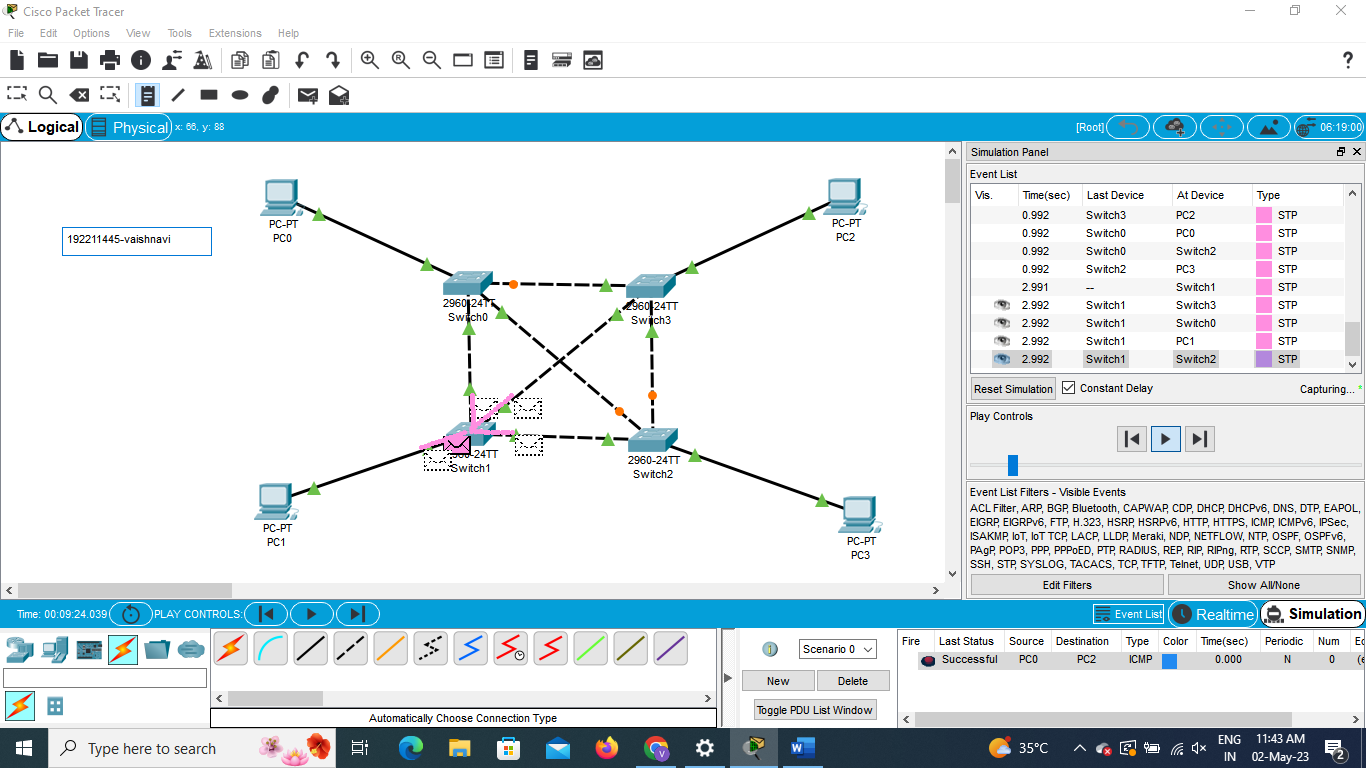 Cisco Packet Tracer
File Edit Options View Tools Extensions Help
Logical Physical x: 66, y: 88 [Root] 06:19:00
PC-PT
PC0
PC-PT
PC2
192211445-vaishnavi
2960-24TT
Switch0
2960-24TT
Switch3
60-24TT
Switch1
2960-24TT
Switch2
PC-PT
PC1
PC-PT
PC3
Simulation Panel
Event List
Vis. Time(sec) Last Device At Device Type
0.992 Switch3 PC2 STP
0.992 Switch0 PC0 STP
0.992 Switch0 Switch2 STP
0.992 Switch2 PC3 STP
2.991 -- Switch1 STP
2.992 Switch1 Switch3 STP
2.992 Switch1 Switch0 STP
2.992 Switch1 PC1 STP
2.992 Switch1 Switch2 STP
Reset Simulation Constant Delay Capturing... *
Play Controls
Event List Filters - Visible Events
ACL Filter, ARP, BGP, Bluetooth, CAPWAP, CDP, DHCP, DHCPv6, DNS, DTP, EAPOL,
EIGRP, EIGRPv6, FTP, H.323, HSRP, HSRPv6, HTTP, HTTPS, ICMP, ICMPv6, IPSec,
ISAKMP, IoT, IoT TCP, LACP, LLDP, Meraki, NDP, NETFLOW, NTP, OSPF, OSPFv6,
PAgP, POP3, PPP, PPPoED, PTP, RADIUS, REP, RIP, RIPng, RTP, SCCP, SMTP, SNMP,
SSH, STP, SYSLOG, TACACS, TCP, TFTP, Telnet, UDP, USB, VTP
Edit Filters Show All/None
Time: 00:09:24.039 PLAY CONTROLS: Event List Realtime Simulation
Automatically Choose Connection Type
Scenario 0
New Delete
Toggle PDU List Window
Fire Last Status Source Destination Type Color Time(sec) Periodic Num Ec
Successful PC0 PC2 ICMP 0.000 N 0 (e
Type here to search
35°C
ENG
IN
11:43 AM
02-May-23
2